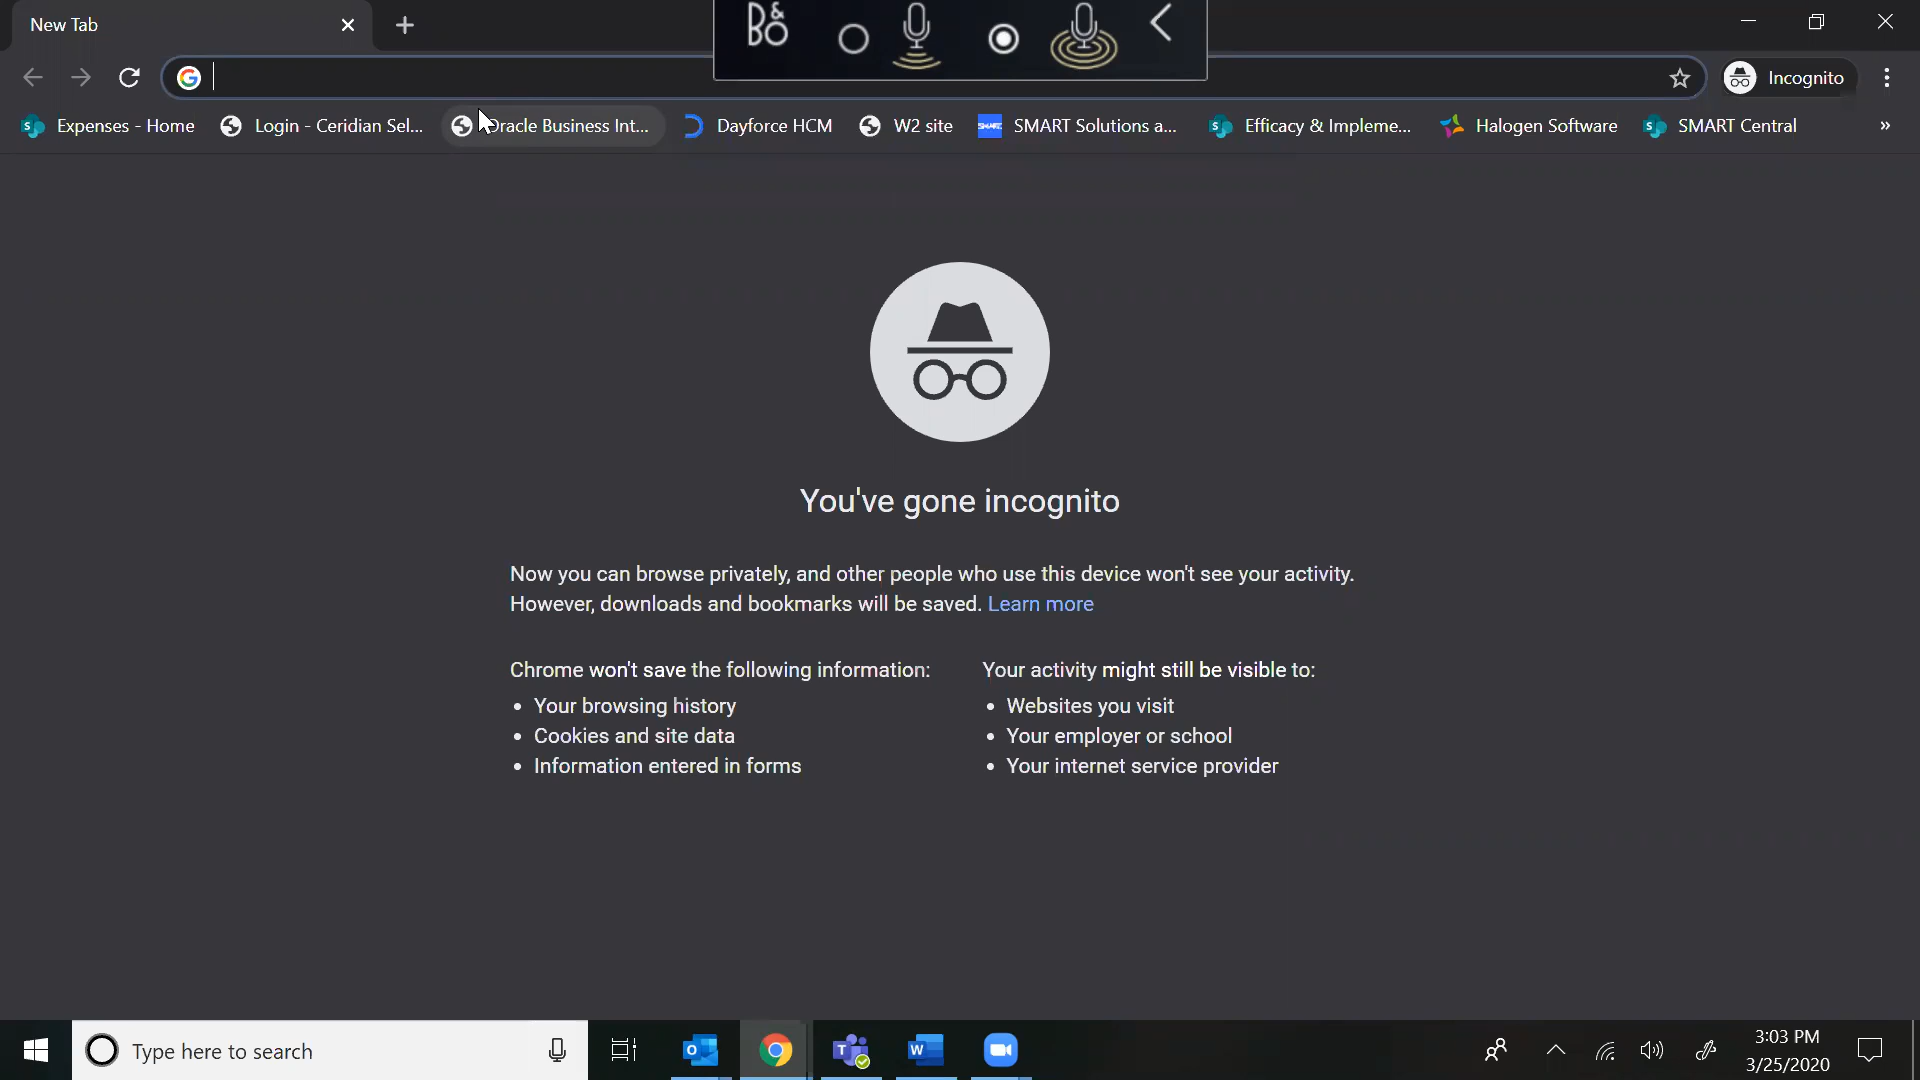 New Tab
B&O
Incognito
Expenses - Home
Login - Ceridian Sel...
Oracle Business Int...
Dayforce HCM
W2 site
SMART Solutions a...
Efficacy & Impleme...
Halogen Software
SMART Central
»
You've gone incognito
Now you can browse privately, and other people who use this device won't see your activity.
However, downloads and bookmarks will be saved. Learn more
Chrome won't save the following information:
• Your browsing history
• Cookies and site data
• Information entered in forms
Your activity might still be visible to:
• Websites you visit
• Your employer or school
• Your internet service provider
Type here to search
3:03 PM
3/25/2020